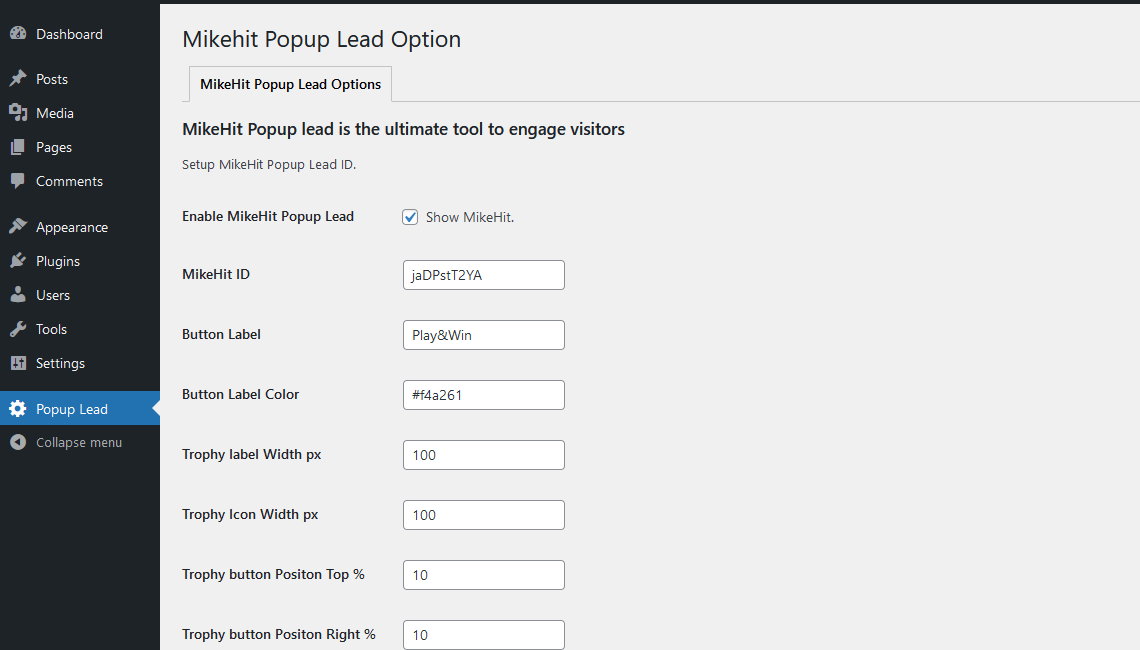 Dashboard
Posts
Media
Pages
Comments
Appearance
Plugins
Users
Tools
Settings
Popup Lead
Collapse menu
Mikehit Popup Lead Option
MikeHit Popup Lead Options
MikeHit Popup lead is the ultimate tool to engage visitors
Setup MikeHit Popup Lead ID.
Enable MikeHit Popup Lead Show MikeHit.
MikeHit ID jaDPstT2YA
Button Label Play&Win
Button Label Color #f4a261
Trophy label Width px 100
Trophy Icon Width px 100
Trophy button Positon Top % 10
Trophy button Positon Right % 10